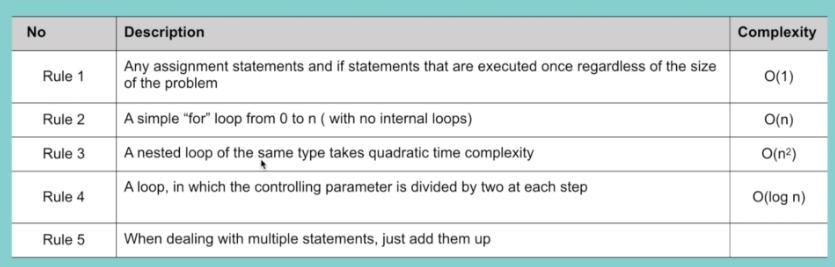 No Description Complexity
Rule 1 Any assignment statements and if statements that are executed once regardless of the size
of the problem O(1)
Rule 2 A simple “for” loop from 0 to n ( with no internal loops) O(n)
Rule 3 A nested loop of the same type takes quadratic time complexity O(n²)
Rule 4 A loop, in which the controlling parameter is divided by two at each step O(log n)
Rule 5 When dealing with multiple statements, just add them up